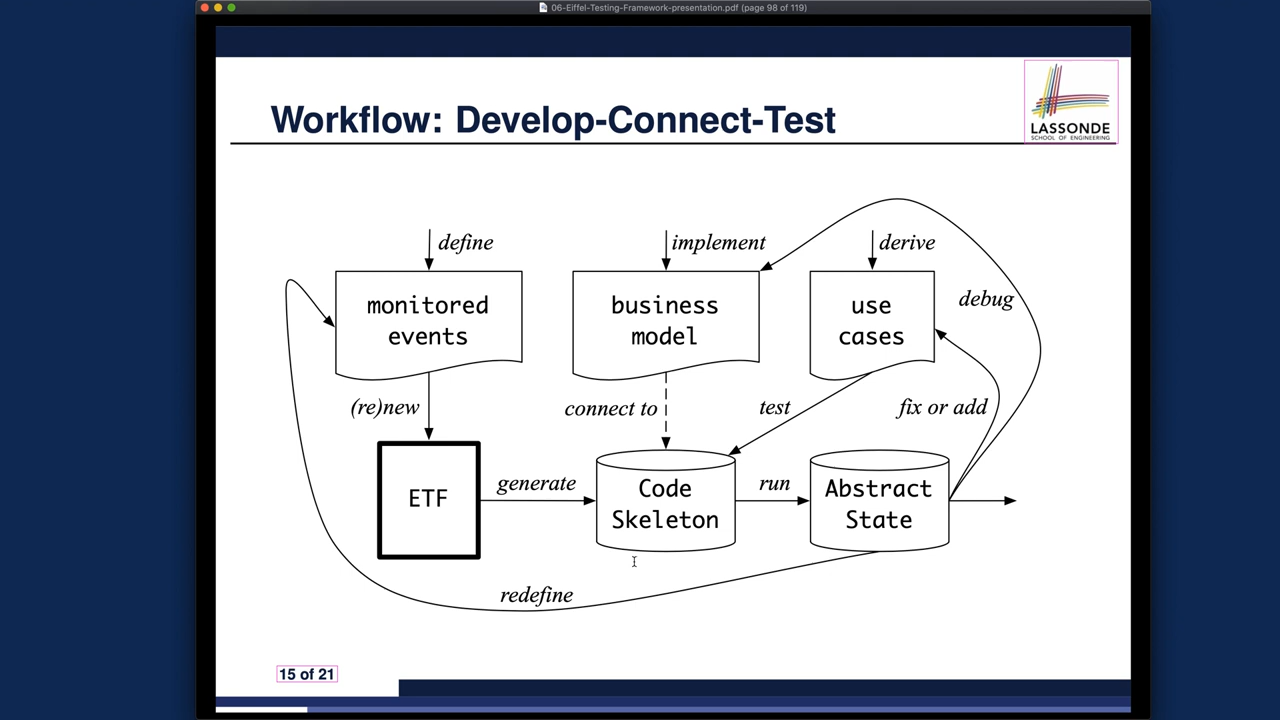 06-Eiffel-Testing-Framework-presentation.pdf (page 98 of 119)
Workflow: Develop-Connect-Test
LASSONDE
SCHOOL OF ENGINEERING
define
implement
derive
monitored
events
business
model
use
cases
debug
(re)new
connect to
test
fix or add
ETF
generate
Code
Skeleton
run
Abstract
State
redefine
15 of 21